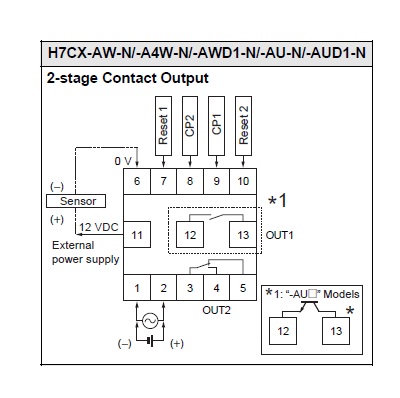 H7CX-AW-N/-A4W-N/-AWD1-N/-AU-N/-AUD1-N
2-stage Contact Output
Reset 1
CP2
CP1
Reset 2
0 V
6 7 8 9 10
(–)
Sensor
(+)
12 VDC
External
power supply
11 12 13
*1
OUT1
1 2 3 4 5
OUT2
(–) (+)
*1: “-AU□” Models
12 13
*